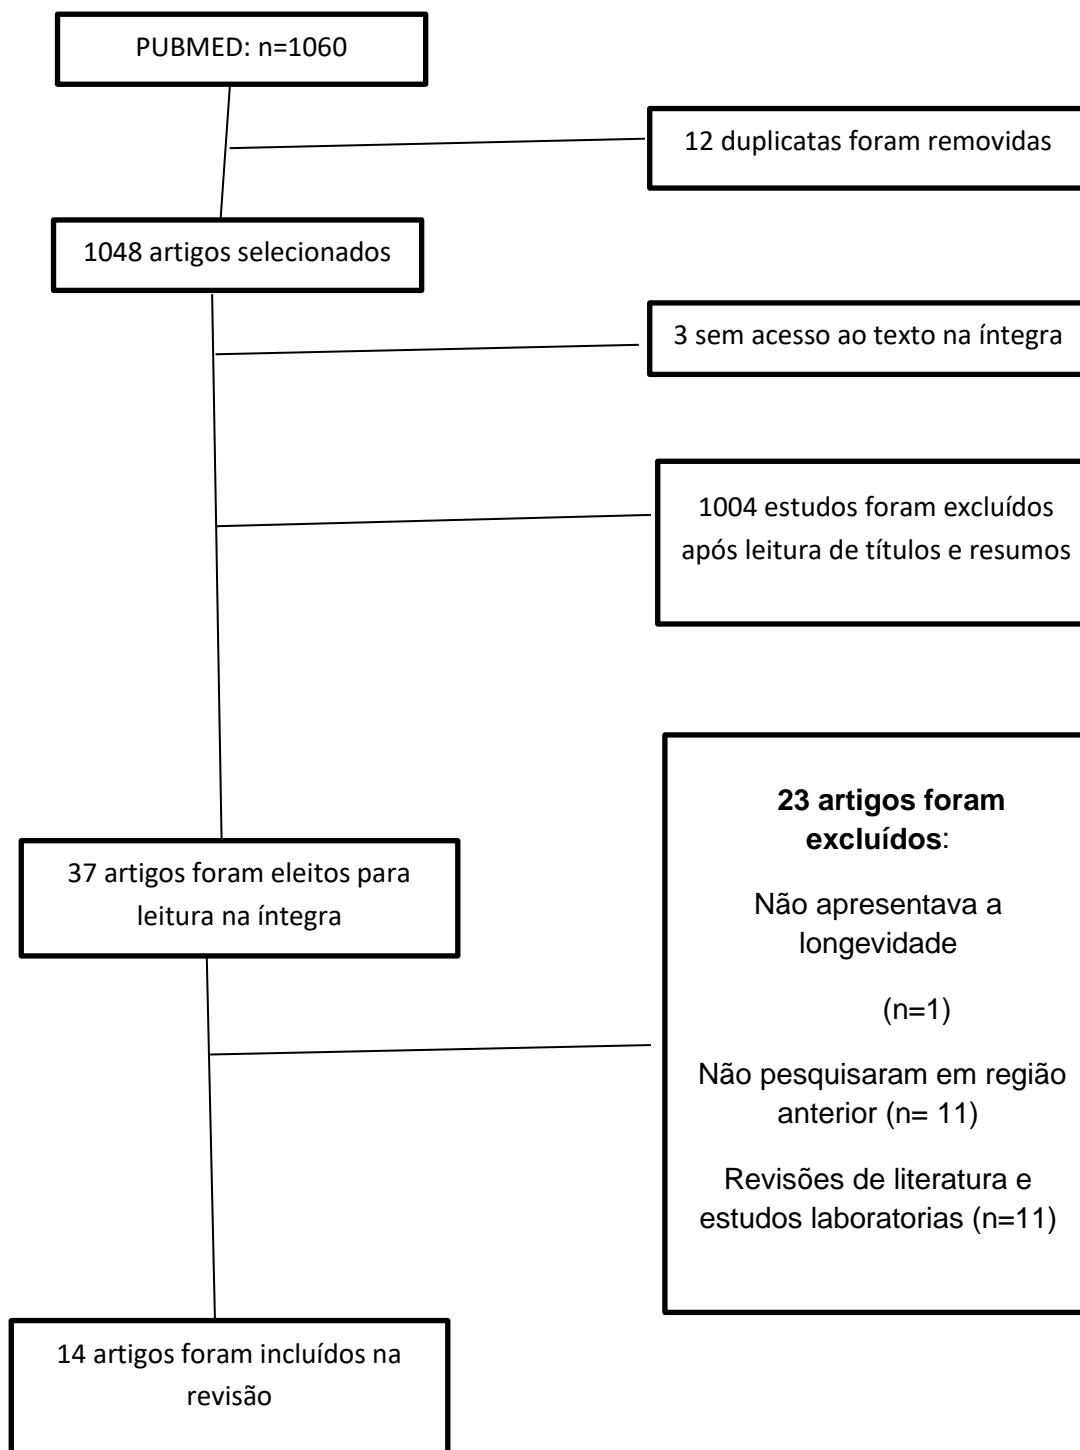 PUBMED: n=1060
12 duplicatas foram removidas
1048 artigos selecionados
3 sem acesso ao texto na íntegra
1004 estudos foram excluídos
após leitura de títulos e resumos
23 artigos foram
excluídos:
Não apresentava a
longevidade
(n=1)
Não pesquisaram em região
anterior (n= 11)
Revisões de literatura e
estudos laboratorias (n=11)
37 artigos foram eleitos para
leitura na íntegra
14 artigos foram incluídos na
revisão